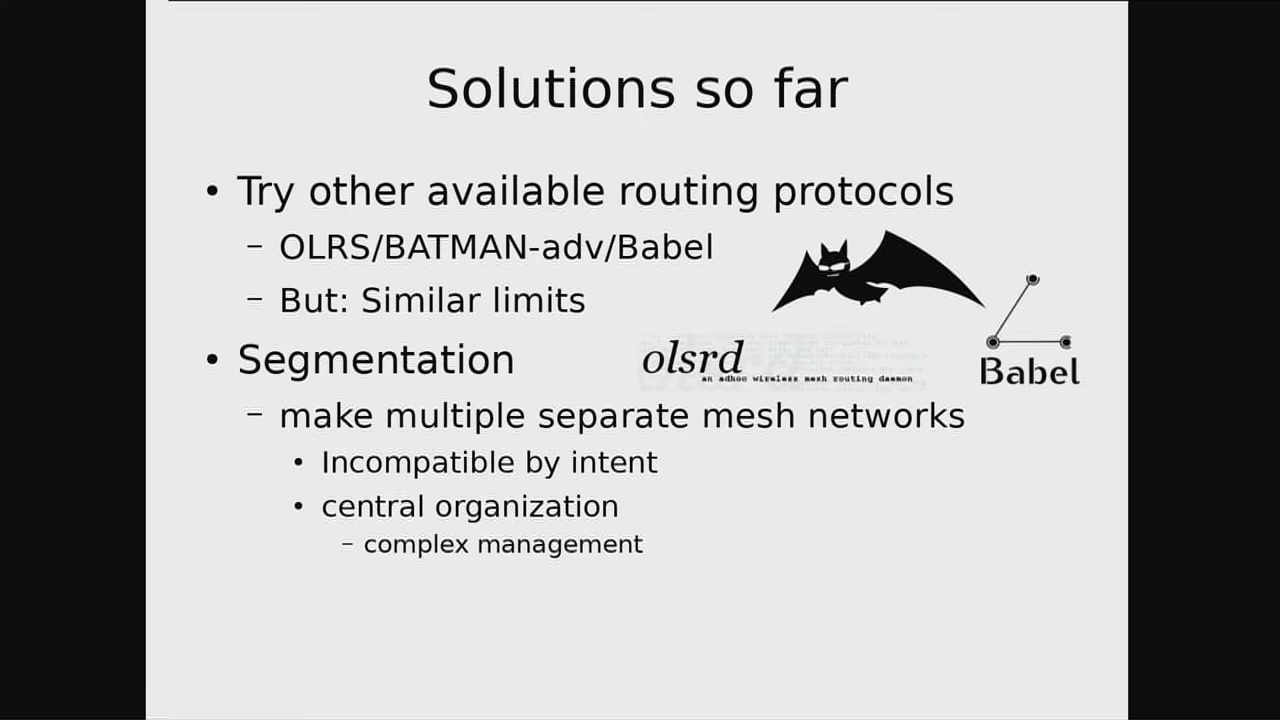 Solutions so far
• Try other available routing protocols
– OLRS/BATMAN-adv/Babel
– But: Similar limits
• Segmentation
olsrd
an adhoc wireless mesh routing daemon
Babel
– make multiple separate mesh networks
• Incompatible by intent
• central organization
– complex management